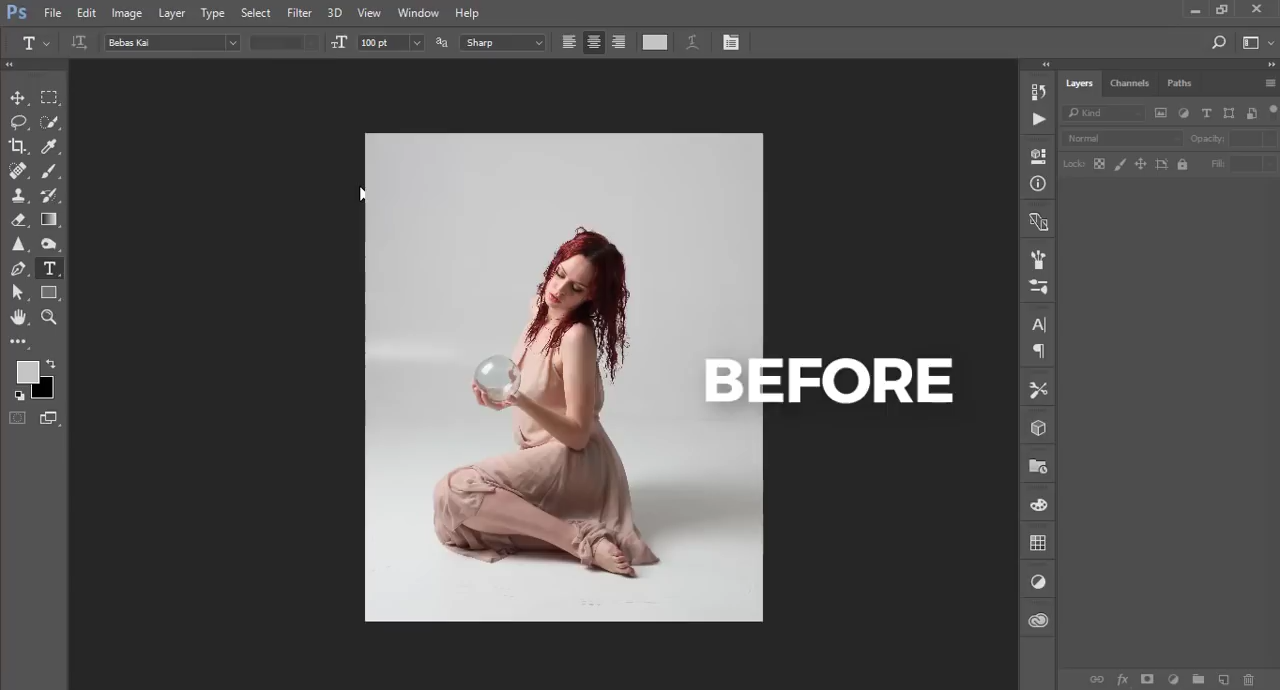 Ps File Edit Image Layer Type Select Filter 3D View Window Help
T Bebas Kai 100 pt aa Sharp
Layers Channels Paths
Kind
Normal Opacity:
Lock: Fill:
BEFORE